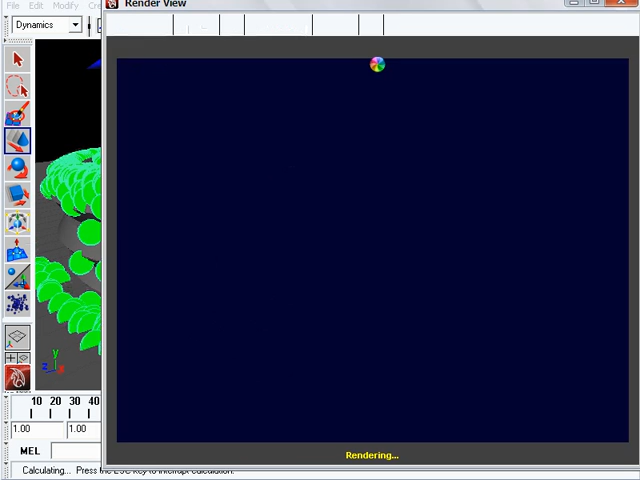 Render View
File Edit Modify
Dynamics
y
z x
10 20 30 40
1.00 1.00
MEL
Rendering...
Calculating... Press the ESC key to interrupt calculation.